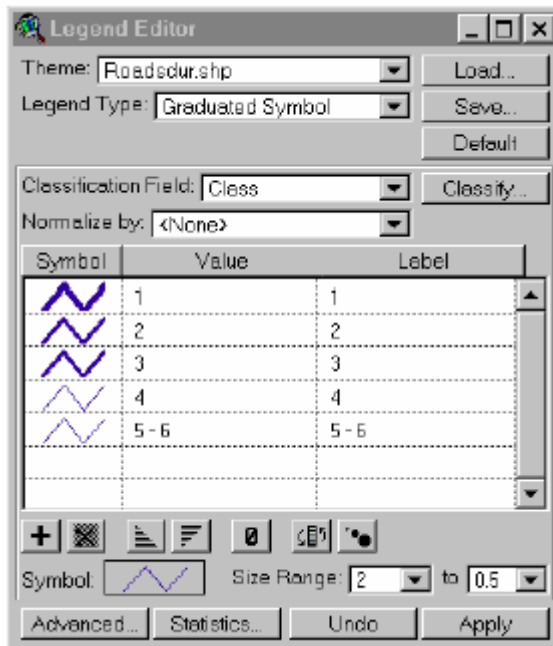 Legend Editor
Theme: Roadsdur.shp Load...
Legend Type: Graduated Symbol Save...
Default
Classification Field: Class Classify...
Normalize by: <None>
Symbol Value Label
1 1
2 2
3 3
4 4
5 - 6 5 - 6
Symbol: Size Range: 2 to 0.5
Advanced... Statistics... Undo Apply